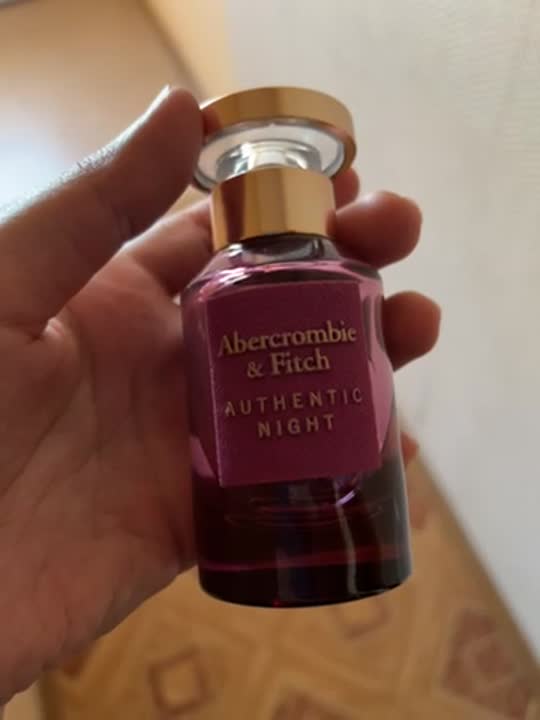 Abercrombie
& Fitch
AUTHENTIC
NIGHT